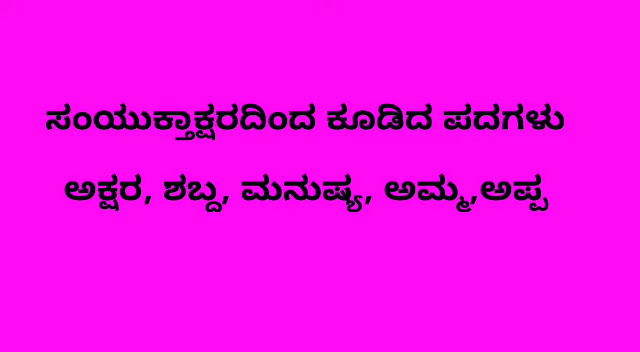 ಸಂಯುಕ್ತಾಕ್ಷರದಿಂದ ಕೂಡಿದ ಪದಗಳು
ಅಕ್ಷರ, ಶಬ್ದ, ಮನುಷ್ಯ, ಅಮ್ಮ,ಅಪ್ಪ